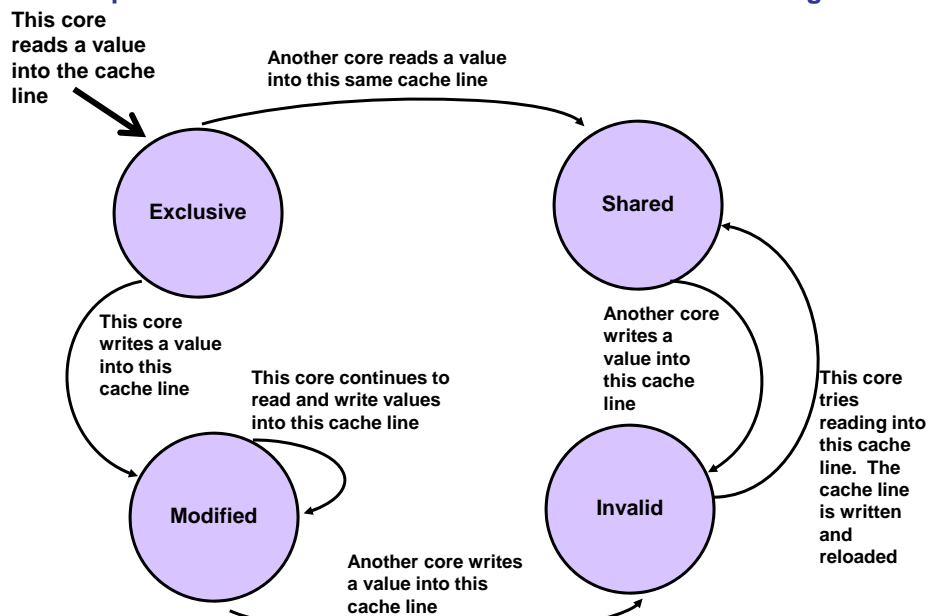 This core
reads a value
into the cache
line
Another core reads a value
into this same cache line
Exclusive
Shared
This core
writes a value
into this
cache line
This core continues to
read and write values
into this cache line
Another core
writes a
value into
this cache
line
This core
tries
reading into
this cache
line. The
cache line
is written
and
reloaded
Modified
Invalid
Another core writes
a value into this
cache line